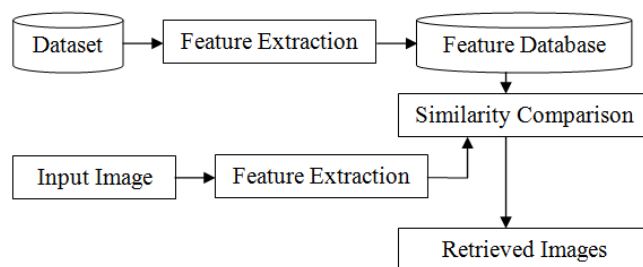 Dataset
Feature Extraction
Feature Database
Similarity Comparison
Input Image
Feature Extraction
Retrieved Images